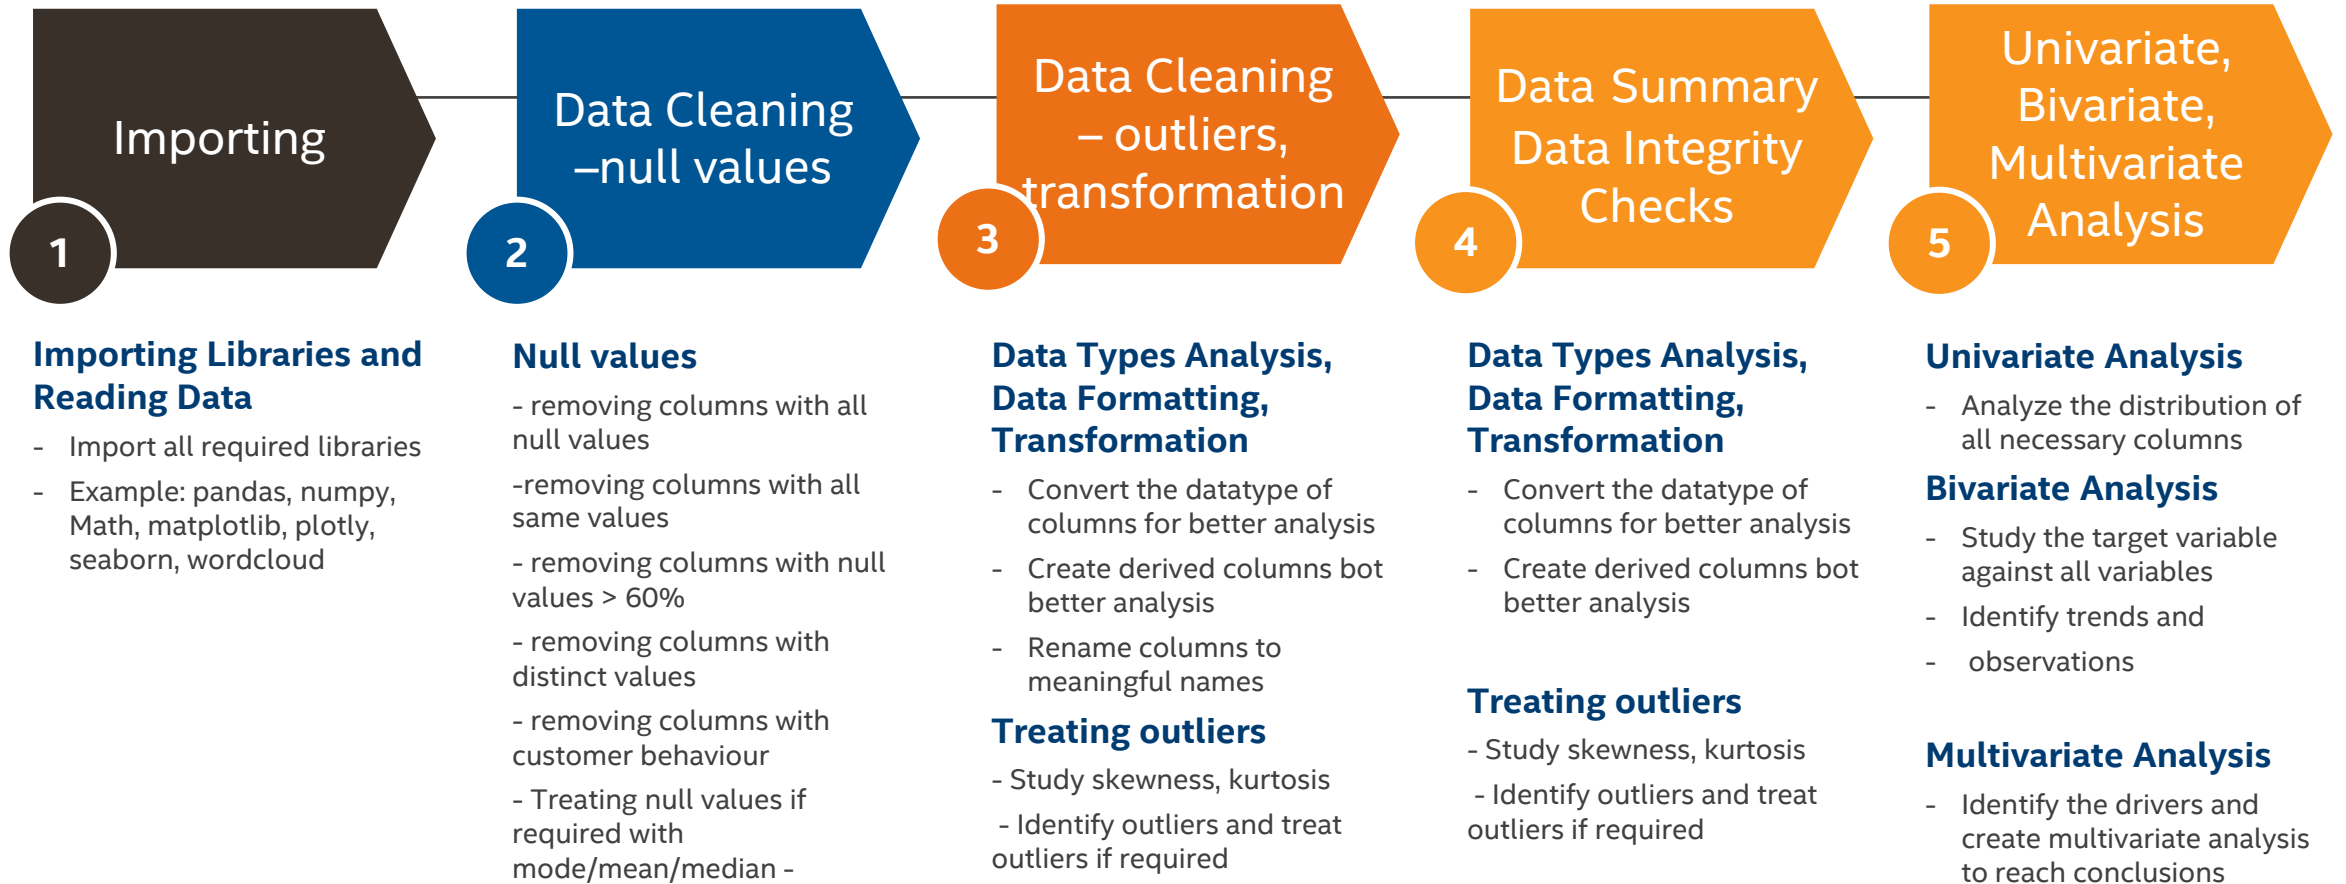 Importing
1
Importing Libraries and
Reading Data
- Import all required libraries
- Example: pandas, numpy,
Math, matplotlib, plotly,
seaborn, wordcloud
Data Cleaning
–null values
2
Null values
- removing columns with all
null values
-removing columns with all
same values
- removing columns with null
values > 60%
- removing columns with
distinct values
- removing columns with
customer behaviour
- Treating null values if
required with
mode/mean/median -
Data Cleaning
– outliers,
transformation
3
Data Types Analysis,
Data Formatting,
Transformation
- Convert the datatype of
columns for better analysis
- Create derived columns bot
better analysis
- Rename columns to
meaningful names
Treating outliers
- Study skewness, kurtosis
- Identify outliers and treat
outliers if required
Data Summary
Data Integrity
Checks
4
Data Types Analysis,
Data Formatting,
Transformation
- Convert the datatype of
columns for better analysis
- Create derived columns bot
better analysis
Treating outliers
- Study skewness, kurtosis
- Identify outliers and treat
outliers if required
Univariate,
Bivariate,
Multivariate
Analysis
5
Univariate Analysis
- Analyze the distribution of
all necessary columns
Bivariate Analysis
- Study the target variable
against all variables
- Identify trends and
- observations
Multivariate Analysis
- Identify the drivers and
create multivariate analysis
to reach conclusions